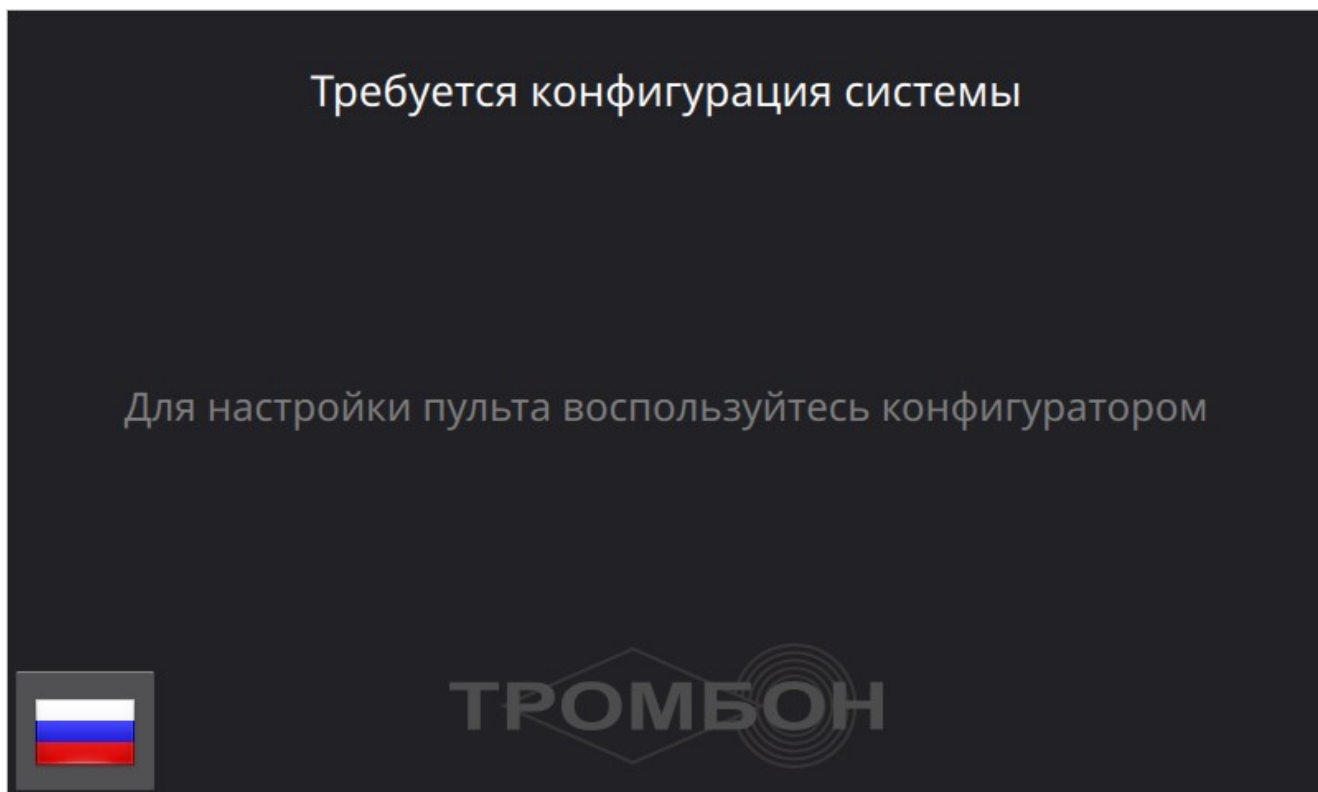 Требуется конфигурация системы
Для настройки пульта воспользуйтесь конфигуратором
ТРОМБОН